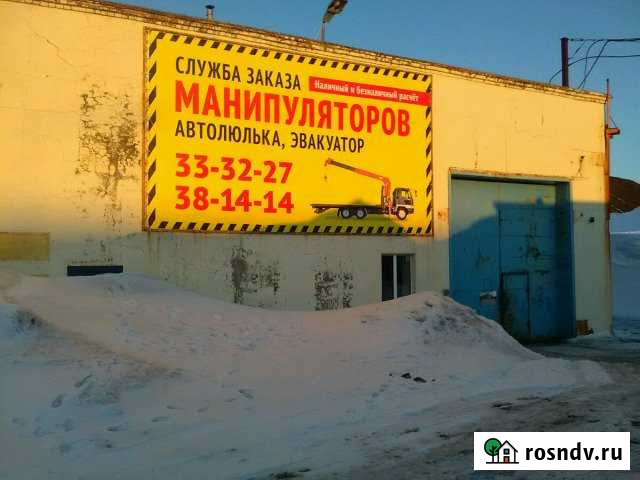 СЛУЖБА ЗАКАЗА
Наличный и безналичный расчёт
МАНИПУЛЯТОРОВ
АВТОЛЮЛЬКА, ЭВАКУАТОР
33-32-27
38-14-14
rosndv.ru